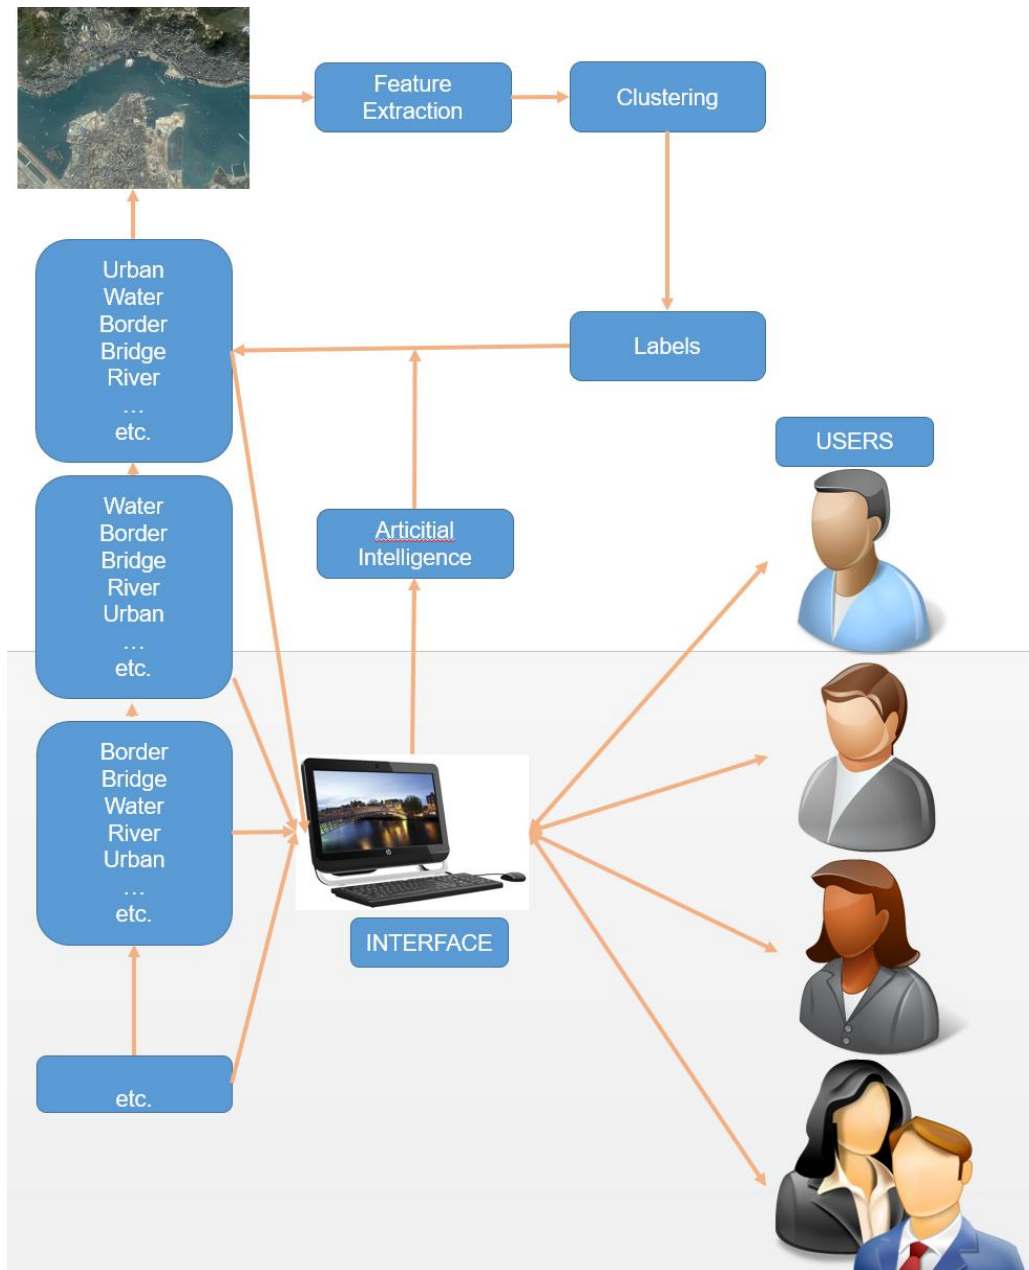 Feature
Extraction
Clustering
Urban
Water
Border
Bridge
River
...
etc.
Labels
USERS
Water
Border
Bridge
River
Urban
...
etc.
Articitial
Intelligence
Border
Bridge
Water
River
Urban
...
etc.
INTERFACE
etc.